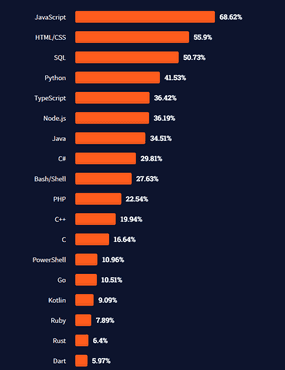 JavaScript 68.62%
HTML/CSS 55.9%
SQL 50.73%
Python 41.53%
TypeScript 36.42%
Node.js 36.19%
Java 34.51%
C# 29.81%
Bash/Shell 27.63%
PHP 22.54%
C++ 19.94%
C 16.64%
PowerShell 10.96%
Go 10.51%
Kotlin 9.09%
Ruby 7.89%
Rust 6.4%
Dart 5.97%